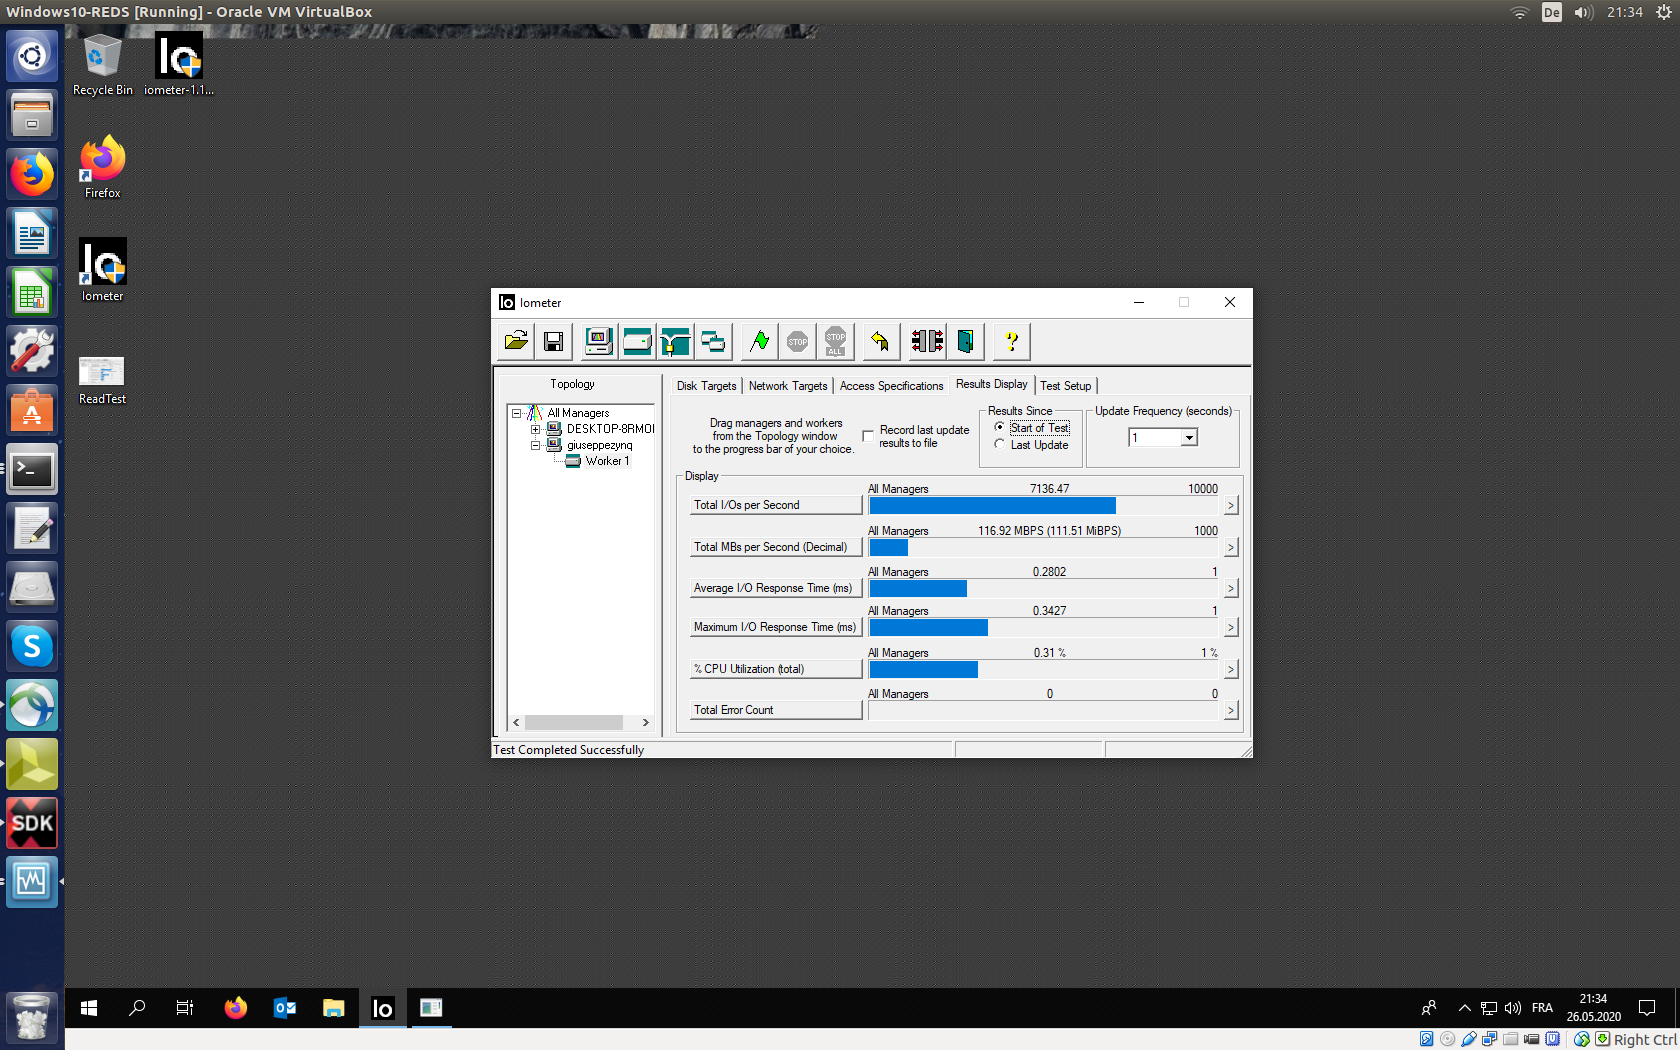 Windows10-REDS [Running] - Oracle VM VirtualBox
De
21:34
Recycle Bin
iometer-1.1...
Firefox
Iometer
ReadTest
SDK
Iometer
STOP
STOP
ALL
?
Topology
All Managers
DESKTOP-8RMOI
giuseppezynq
Worker 1
Disk Targets
Network Targets
Access Specifications
Results Display
Test Setup
Drag managers and workers
from the Topology window
to the progress bar of your choice.
Record last update
results to file
Results Since
Start of Test
Last Update
Update Frequency (seconds)
1
Display
All Managers 7136.47 10000
Total I/Os per Second >
All Managers 116.92 MBPS (111.51 MiBPS) 1000
Total MBs per Second (Decimal) >
All Managers 0.2802 1
Average I/O Response Time (ms) >
All Managers 0.3427 1
Maximum I/O Response Time (ms) >
All Managers 0.31 % 1 %
% CPU Utilization (total) >
All Managers 0 0
Total Error Count >
Test Completed Successfully
FRA
21:34
26.05.2020
Right Ctrl